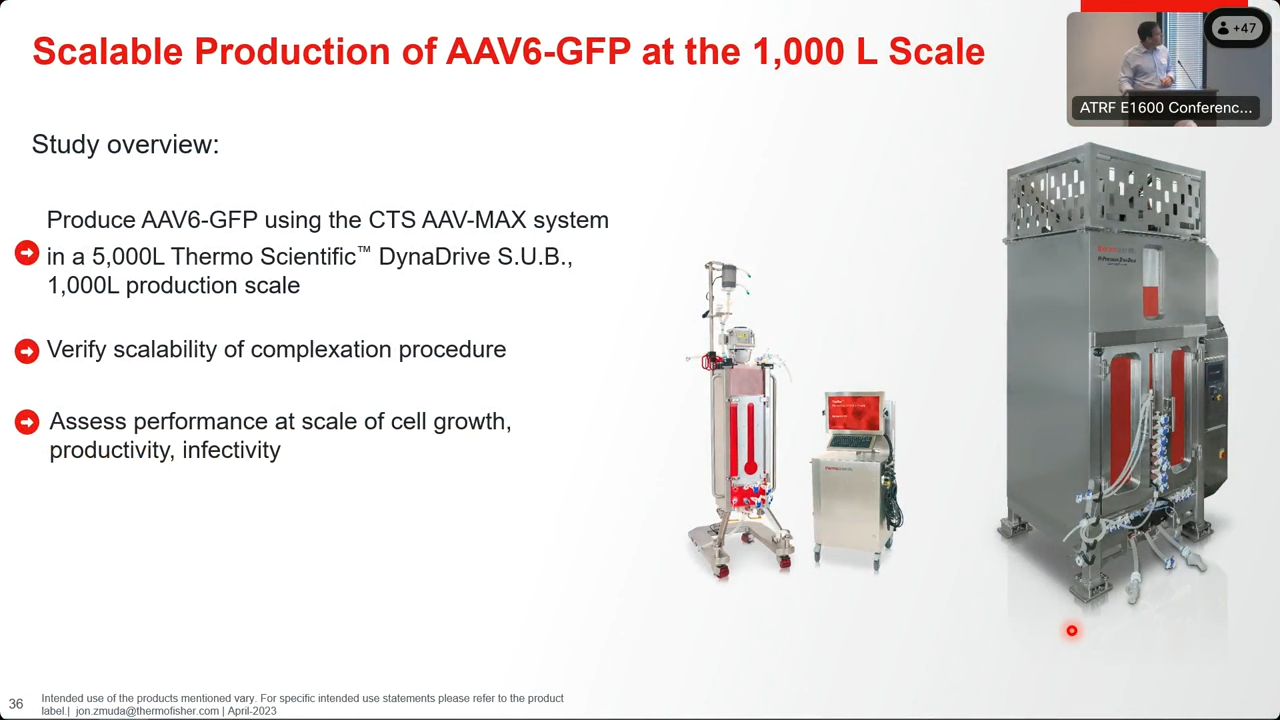 Scalable Production of AAV6-GFP at the 1,000 L Scale
+47
ATRF E1600 Conferenc...
Study overview:
Produce AAV6-GFP using the CTS AAV-MAX system
in a 5,000L Thermo Scientific™ DynaDrive S.U.B.,
1,000L production scale
Verify scalability of complexation procedure
Assess performance at scale of cell growth,
productivity, infectivity
36
Intended use of the products mentioned vary. For specific intended use statements please refer to the product
label.| jon.zmuda@thermofisher.com | April-2023